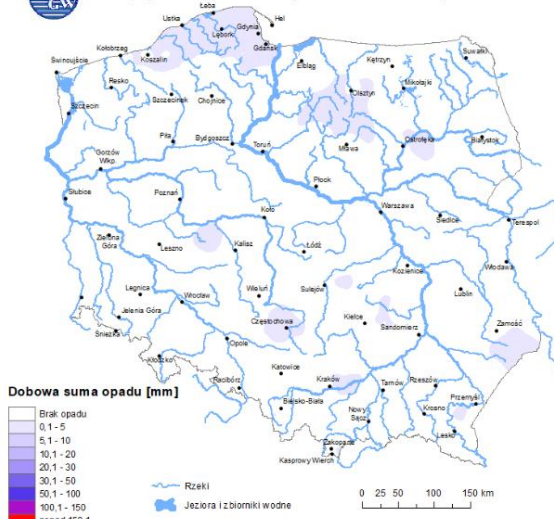 GW
Łeba
Ustka
Hel
Gdynia
Lębork
Gdańsk
Kołobrzeg
Koszalin
Elbląg
Kętrzyn
Suwałki
Świnoujście
Resko
Szczecinek
Chojnice
Olsztyn
Mikołajki
Szczecin
Piła
Bydgoszcz
Toruń
Mława
Ostrołęka
Białystok
Gorzów
Wkp.
Płock
Słubice
Poznań
Koło
Warszawa
Siedlce
Terespol
Zielona
Góra
Leszno
Kalisz
Łódź
Kozienice
Włodawa
Legnica
Wrocław
Wieluń
Sulejów
Lublin
Jelenia Góra
Śnieżka
Częstochowa
Kielce
Sandomierz
Zamość
Opole
Kłodzko
Racibórz
Katowice
Kraków
Tarnów
Rzeszów
Przemyśl
Bielsko-Biała
Nowy
Sącz
Krosno
Lesko
Zakopane
Kasprowy Wierch
Dobowa suma opadu [mm]
Brak opadu
0,1 - 5
5,1 - 10
10,1 - 20
20,1 - 30
30,1 - 50
50,1 - 100
100,1 - 150
ponad 150,1
Rzeki
Jeziora i zbiorniki wodne
0 25 50 100 150 km